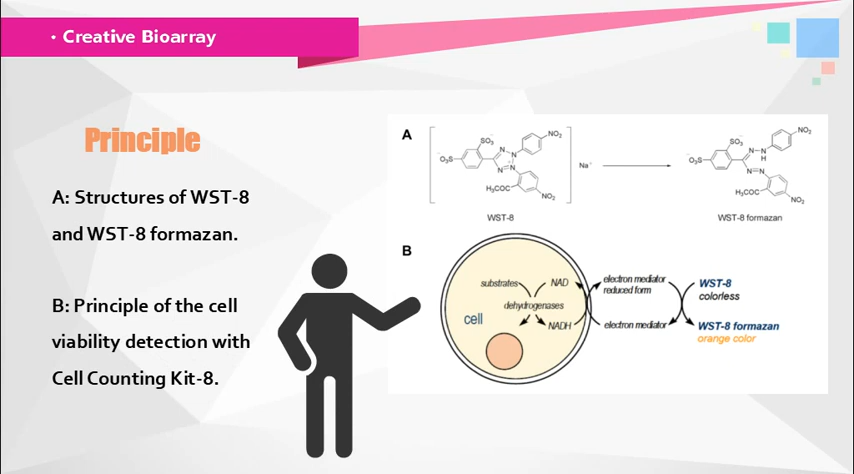 • Creative Bioarray
Principle
A: Structures of WST-8
and WST-8 formazan.
B: Principle of the cell
viability detection with
Cell Counting Kit-8.
A
SO₃⁻
⁻O₃S
N
N
N⁺
N
NO₂
H₃COC
NO₂
Na⁺
WST-8
SO₃⁻
⁻O₃S
N-N
H
N=N
NO₂
H₃COC
NO₂
WST-8 formazan
B
substrates
NAD
dehydrogenases
NADH
cell
electron mediator
reduced form
electron mediator
WST-8
colorless
WST-8 formazan
orange color